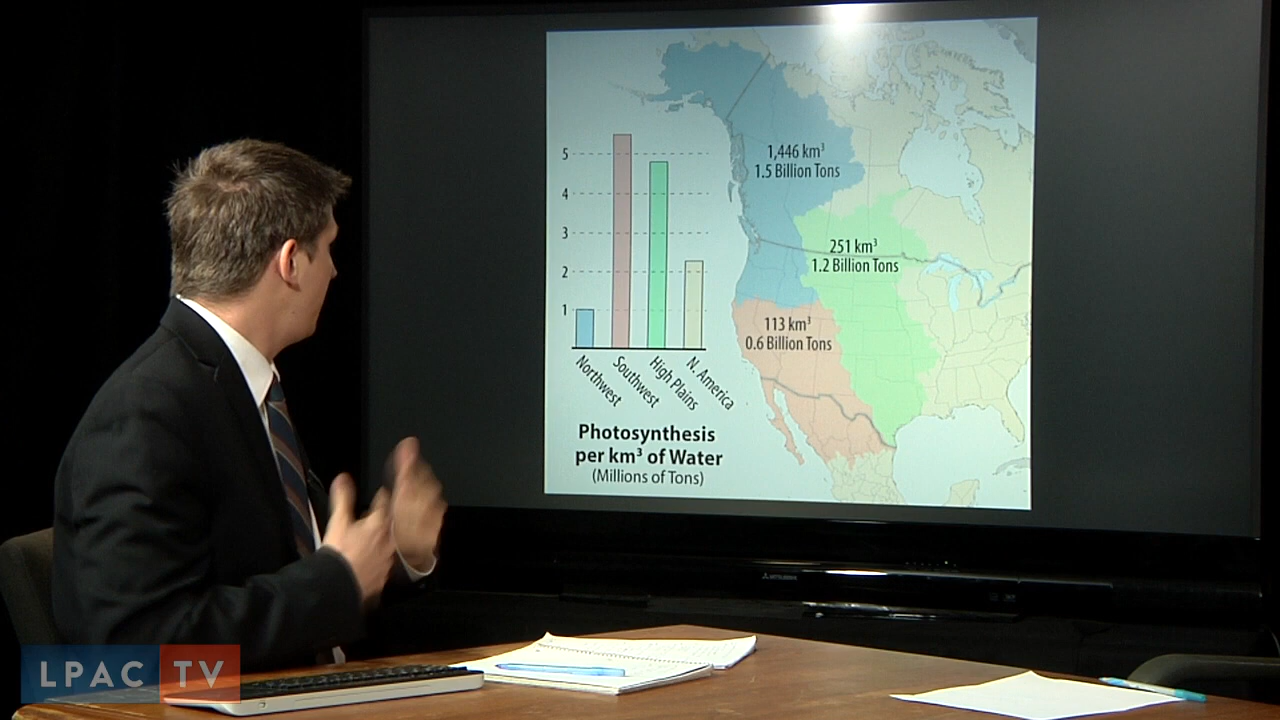 5
4
3
2
1
Northwest
Southwest
High Plains
N. America
Photosynthesis
per km³ of Water
(Millions of Tons)
1,446 km³
1.5 Billion Tons
251 km³
1.2 Billion Tons
113 km³
0.6 Billion Tons
MITSUBISHI
LPAC TV